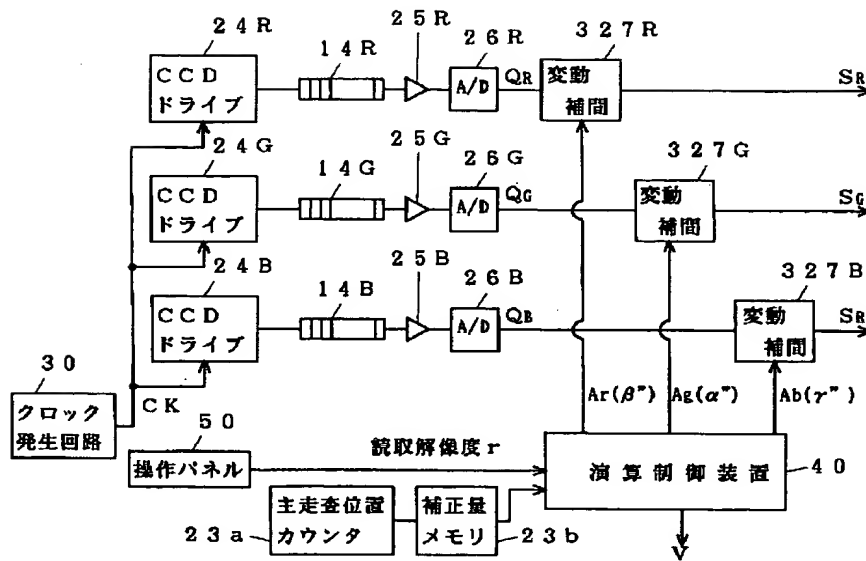 24R
25R
327R
14R
26R
CCD
ドライブ
A/D
QR
変動
補間
SR
24G
25G
327G
14G
26G
CCD
ドライブ
A/D
QG
変動
補間
SG
24B
25B
327B
14B
26B
CCD
ドライブ
A/D
QB
変動
補間
SR
30
CK
Ar(β") Ag(α") Ab(γ")
クロック
発生回路
50
操作パネル
読取解像度r
演算制御装置
40
主走査位置
カウンタ
補正量
メモリ
23a
23b
V